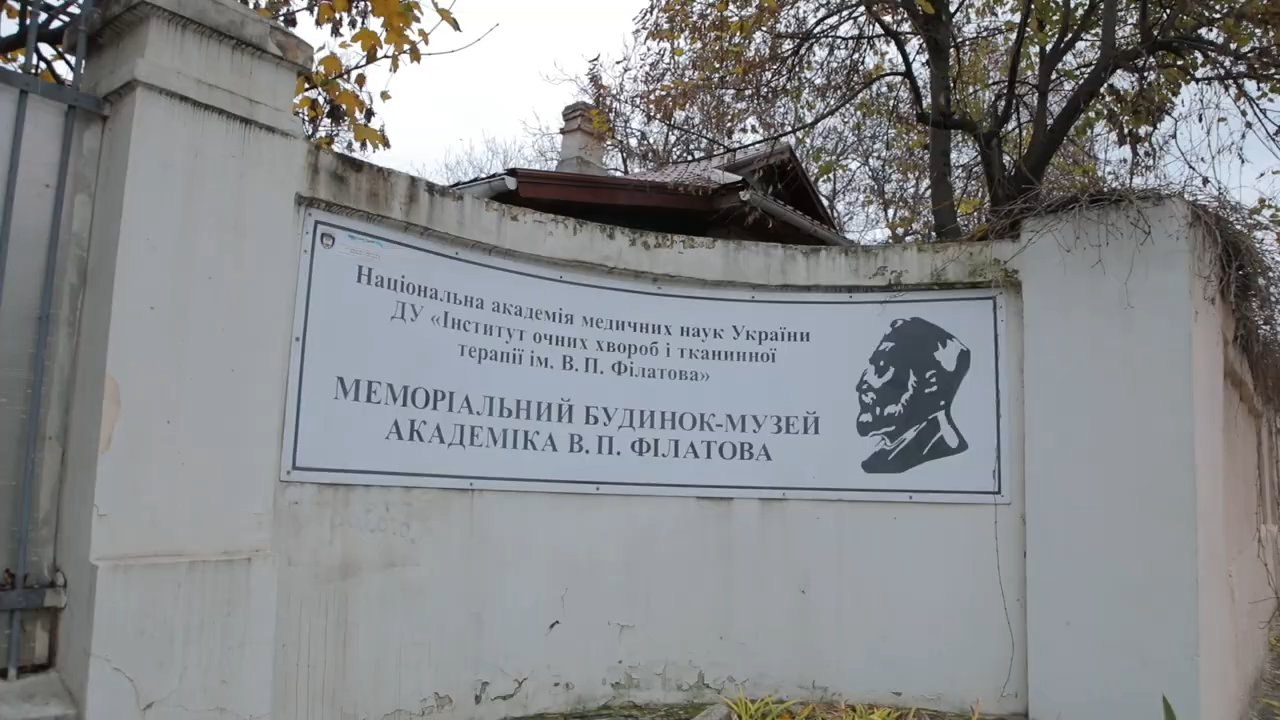 Національна академія медичних наук України
ДУ «Інститут очних хвороб і тканинної
терапії ім. В. П. Філатова»
МЕМОРІАЛЬНИЙ БУДИНОК-МУЗЕЙ
АКАДЕМІКА В. П. ФІЛАТОВА